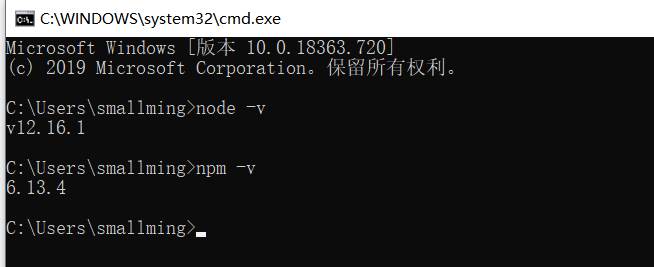 C:\WINDOWS\system32\cmd.exe
Microsoft Windows [版本 10.0.18363.720]
(c) 2019 Microsoft Corporation。保留所有权利。
C:\Users\smallming>node -v
v12.16.1
C:\Users\smallming>npm -v
6.13.4
C:\Users\smallming>